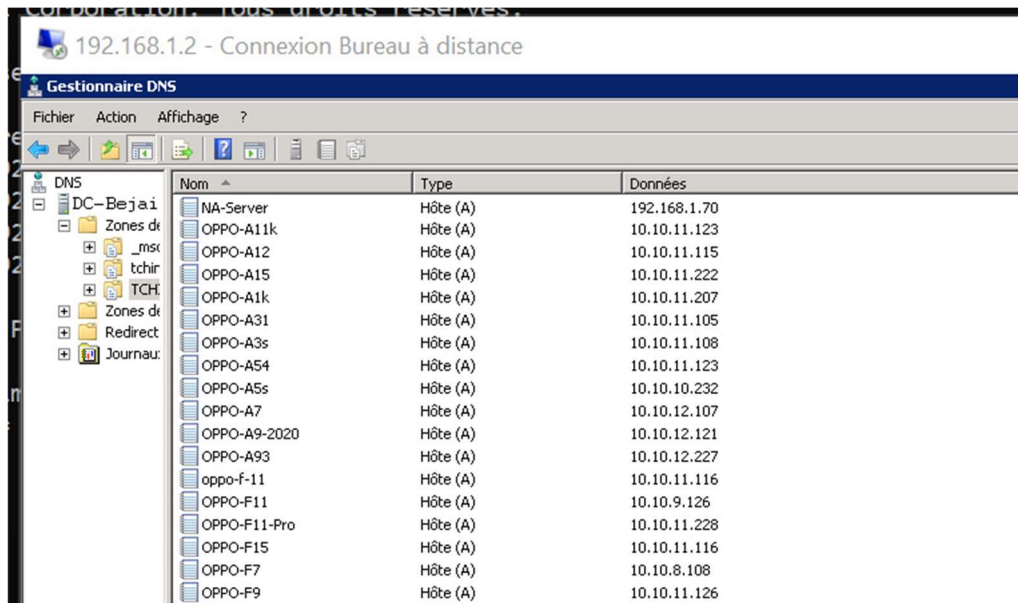 Corporation. Tous droits réservés.
192.168.1.2 - Connexion Bureau à distance
Gestionnaire DNS
Fichier Action Affichage ?
DNS
DC-Bejai
Zones de
_msc
tchin
TCHI
Zones de
Redirect
Journau
Nom Type Données
NA-Server Hôte (A) 192.168.1.70
OPPO-A11k Hôte (A) 10.10.11.123
OPPO-A12 Hôte (A) 10.10.11.115
OPPO-A15 Hôte (A) 10.10.11.222
OPPO-A1k Hôte (A) 10.10.11.207
OPPO-A31 Hôte (A) 10.10.11.105
OPPO-A3s Hôte (A) 10.10.11.108
OPPO-A54 Hôte (A) 10.10.11.123
OPPO-A5s Hôte (A) 10.10.10.232
OPPO-A7 Hôte (A) 10.10.12.107
OPPO-A9-2020 Hôte (A) 10.10.12.121
OPPO-A93 Hôte (A) 10.10.12.227
oppo-f-11 Hôte (A) 10.10.11.116
OPPO-F11 Hôte (A) 10.10.9.126
OPPO-F11-Pro Hôte (A) 10.10.11.228
OPPO-F15 Hôte (A) 10.10.11.116
OPPO-F7 Hôte (A) 10.10.8.108
OPPO-F9 Hôte (A) 10.10.11.126